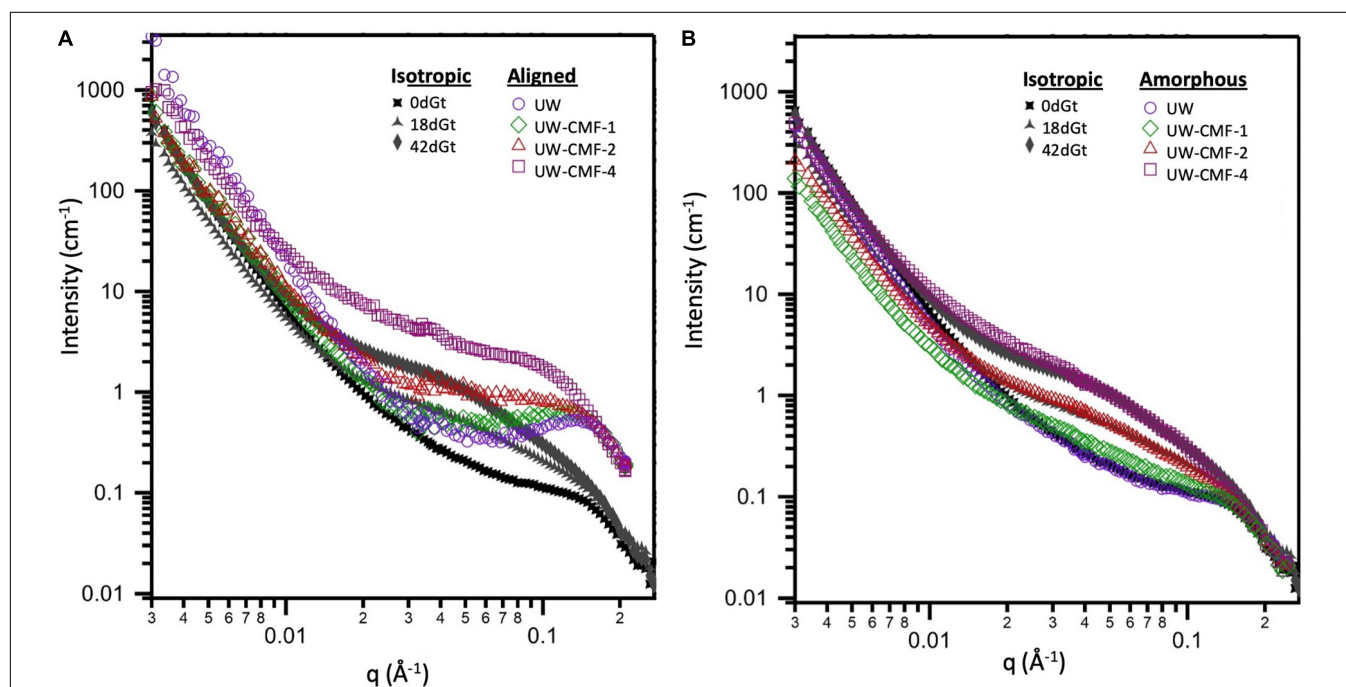 A
Isotropic Aligned
0dGt UW
18dGt UW-CMF-1
42dGt UW-CMF-2
UW-CMF-4
1000
100
10
1
0.1
0.01
Intensity (cm⁻¹)
3 4 5 6 7 8 2 3 4 5 6 7 8 2
0.01 0.1
q (Å⁻¹)
B
Isotropic Amorphous
0dGt UW
18dGt UW-CMF-1
42dGt UW-CMF-2
UW-CMF-4
1000
100
10
1
0.1
0.01
Intensity (cm⁻¹)
3 4 5 6 7 8 2 3 4 5 6 7 8 2
0.01 0.1
q (Å⁻¹)